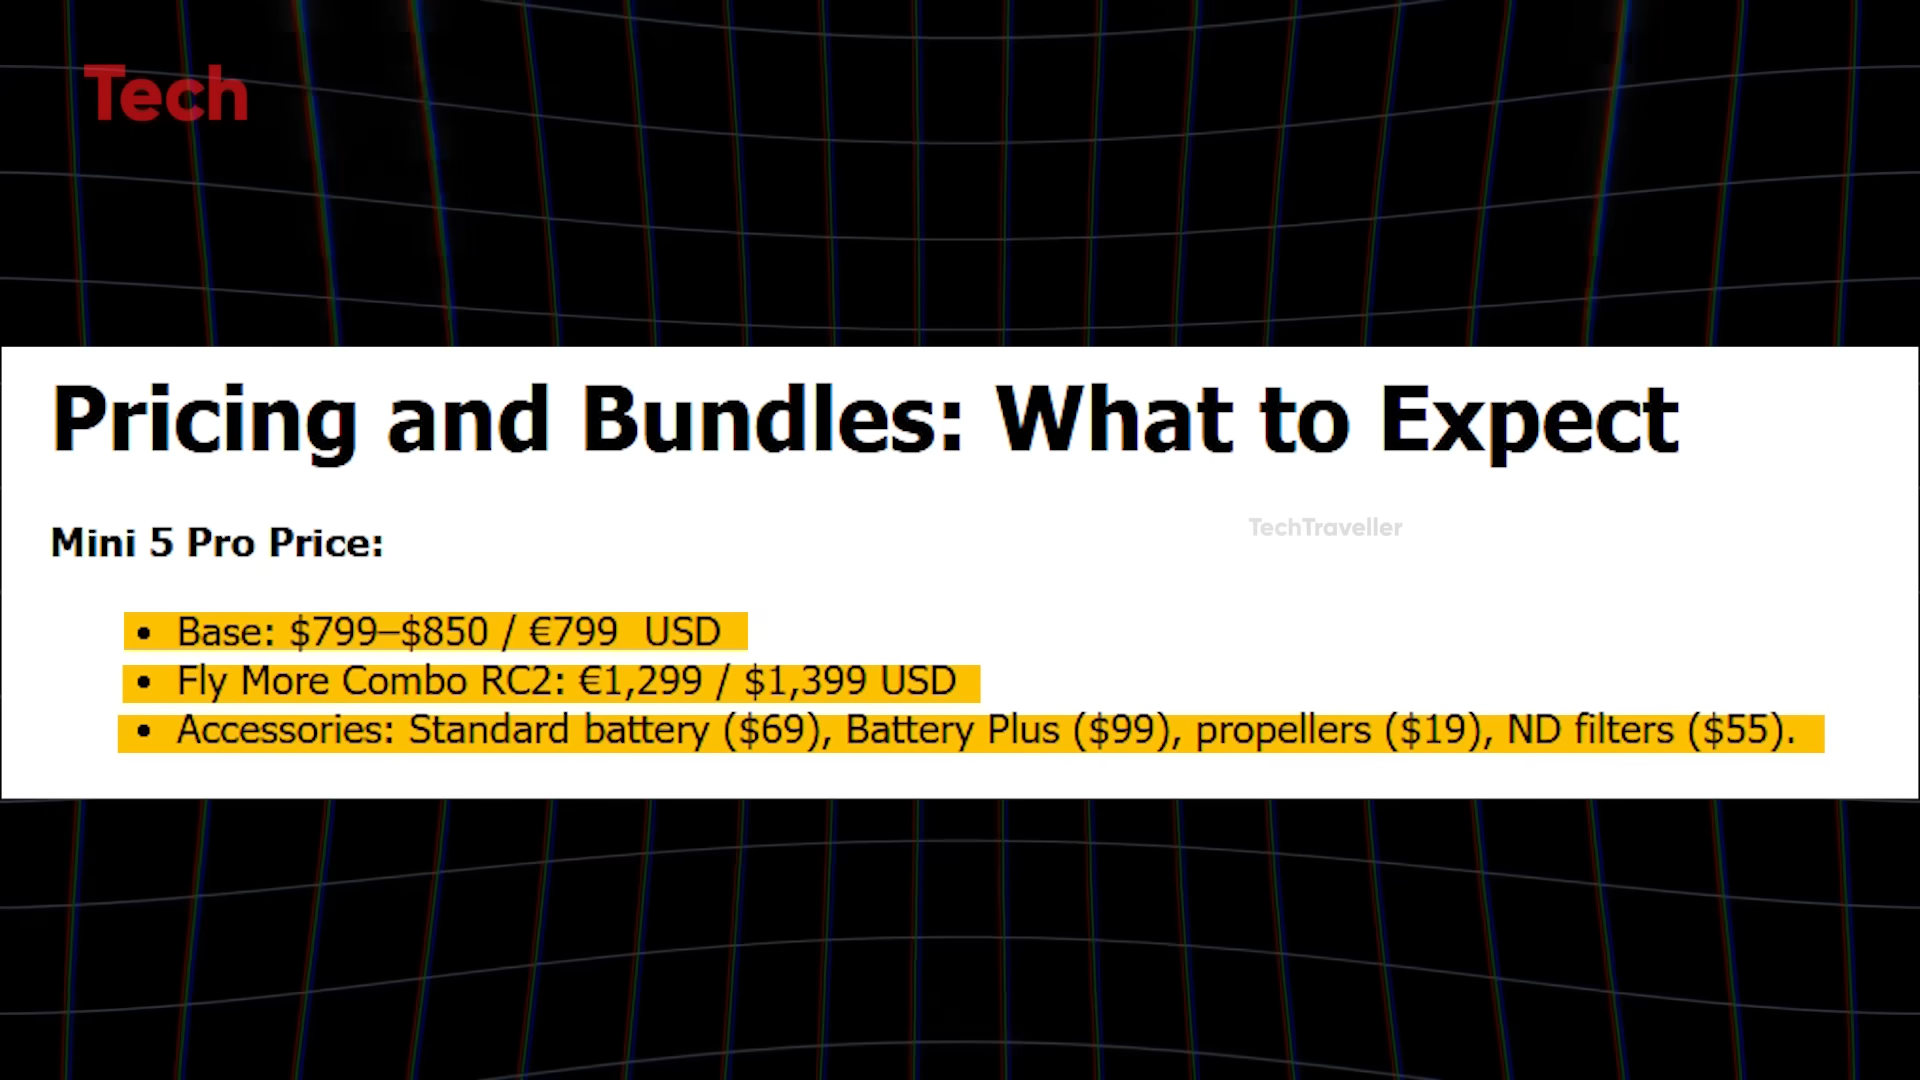 Tech
Pricing and Bundles: What to Expect
TechTraveller
Mini 5 Pro Price:
• Base: $799–$850 / €799  USD
• Fly More Combo RC2: €1,299 / $1,399 USD
• Accessories: Standard battery ($69), Battery Plus ($99), propellers ($19), ND filters ($55).